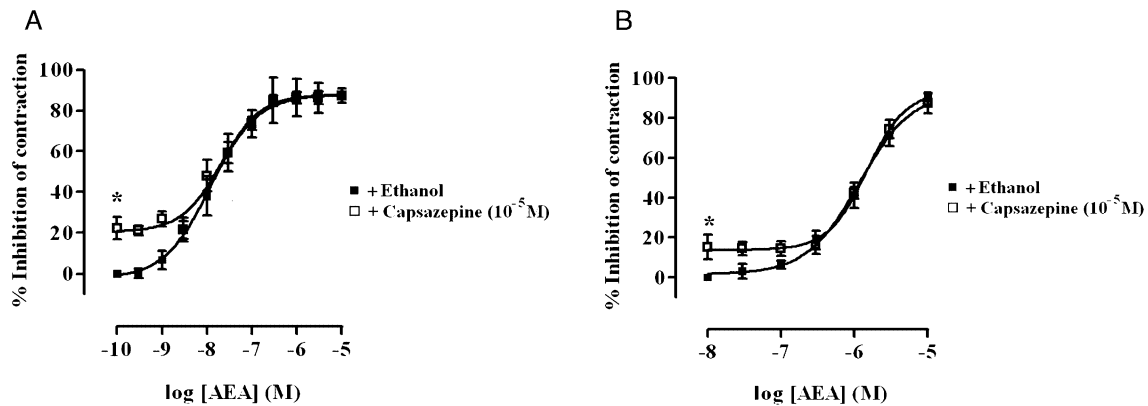 A
% Inhibition of contraction
100
80
60
40
20
0
*
+ Ethanol
+ Capsazepine (10⁻⁵M)
-10 -9 -8 -7 -6 -5
log [AEA] (M)
B
% Inhibition of contraction
100
80
60
40
20
0
*
+ Ethanol
+ Capsazepine (10⁻⁵M)
-8 -7 -6 -5
log [AEA] (M)